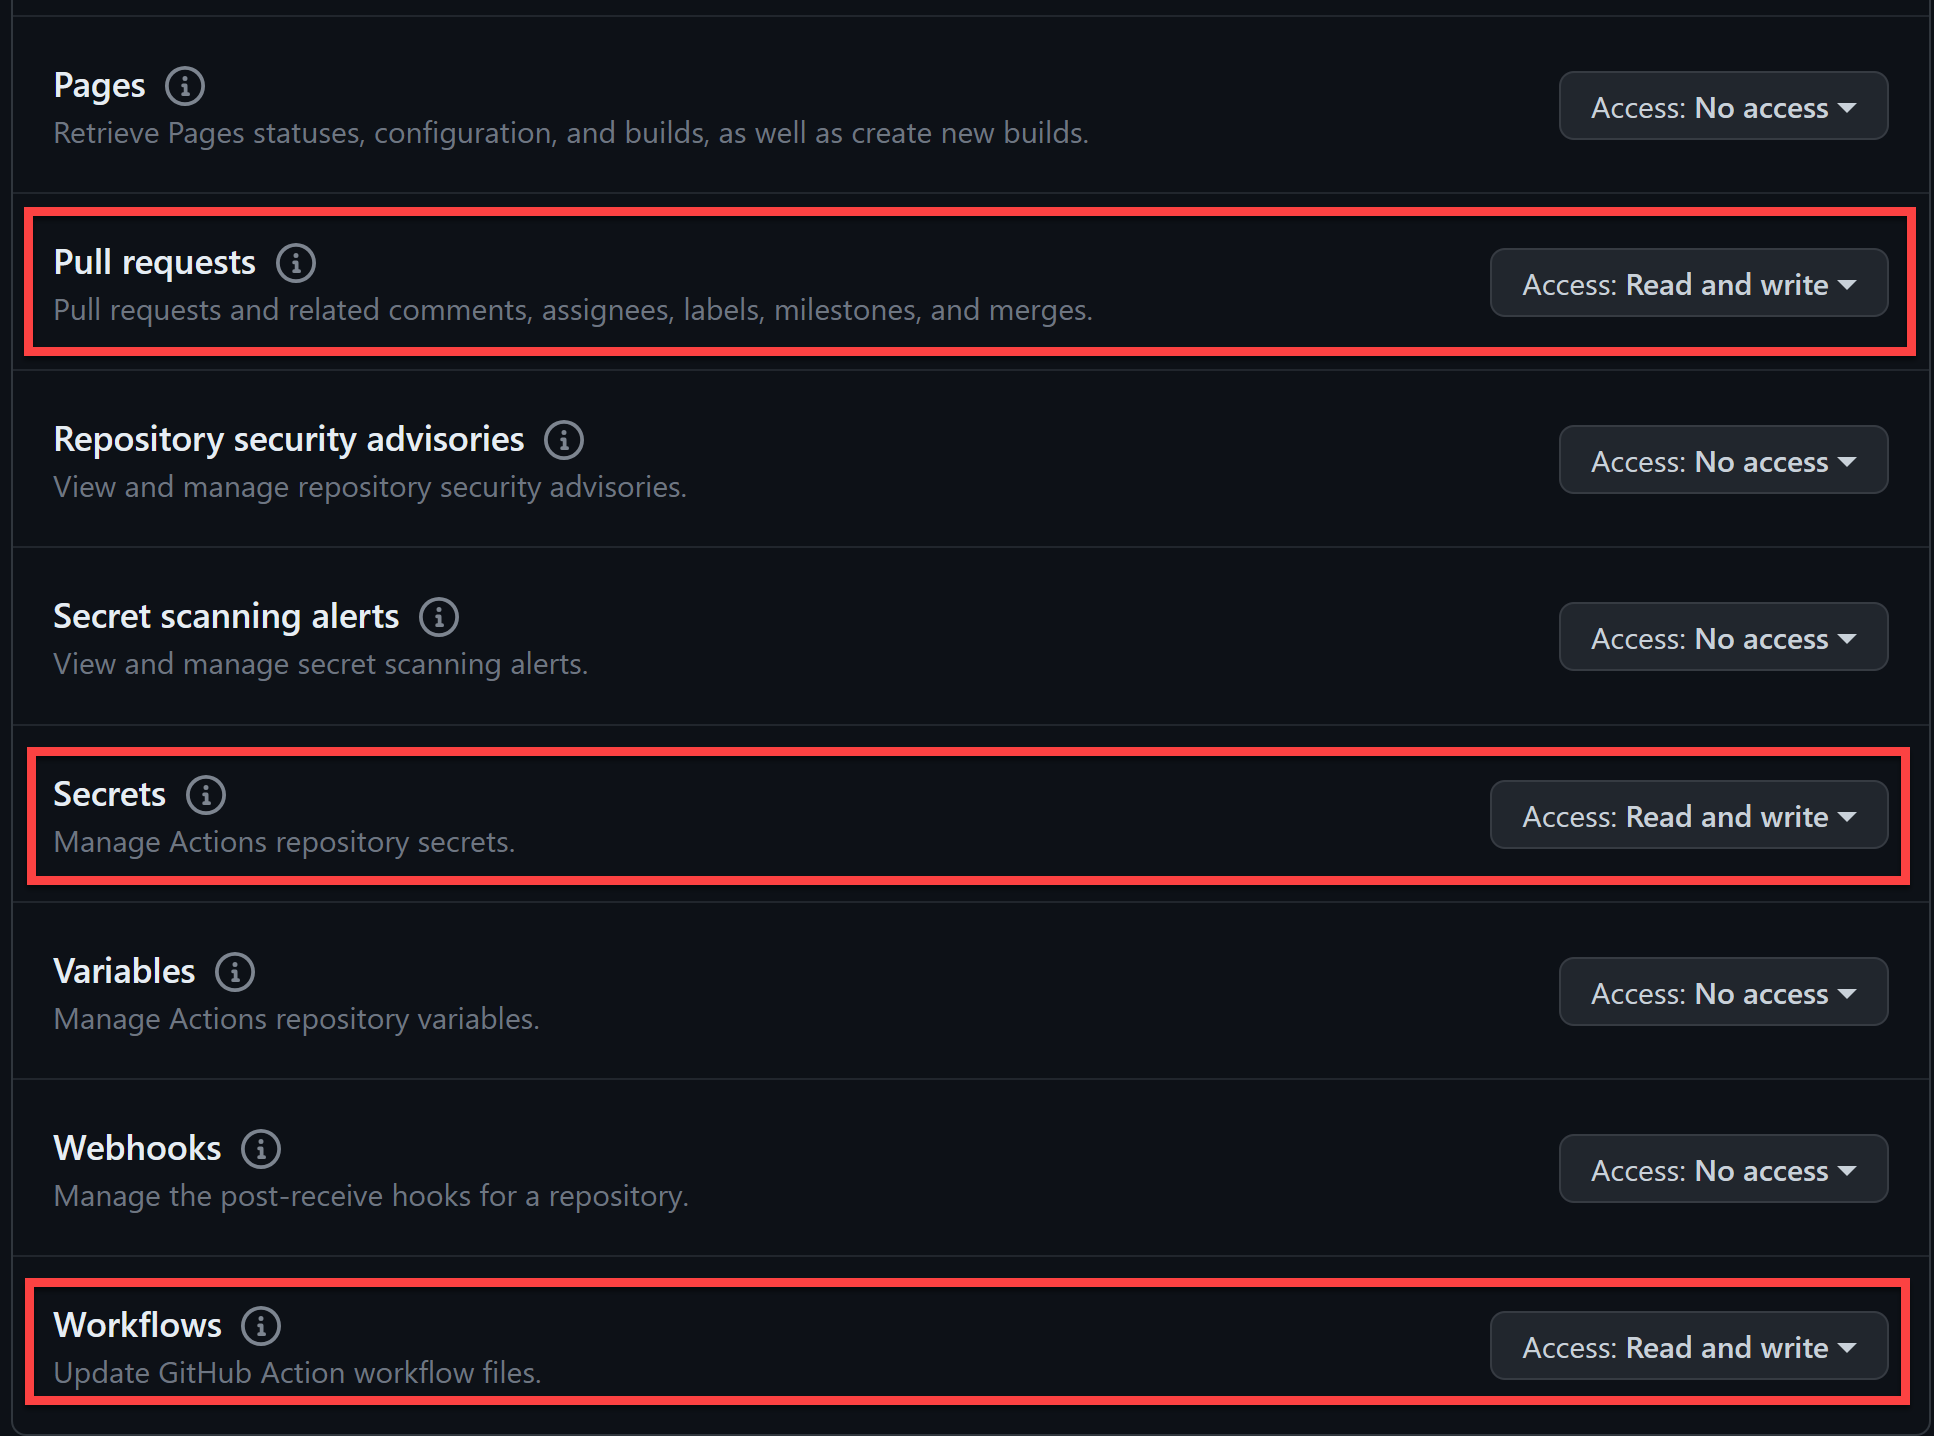 Pages
Retrieve Pages statuses, configuration, and builds, as well as create new builds.
Access: No access
Pull requests
Pull requests and related comments, assignees, labels, milestones, and merges.
Access: Read and write
Repository security advisories
View and manage repository security advisories.
Access: No access
Secret scanning alerts
View and manage secret scanning alerts.
Access: No access
Secrets
Manage Actions repository secrets.
Access: Read and write
Variables
Manage Actions repository variables.
Access: No access
Webhooks
Manage the post-receive hooks for a repository.
Access: No access
Workflows
Update GitHub Action workflow files.
Access: Read and write